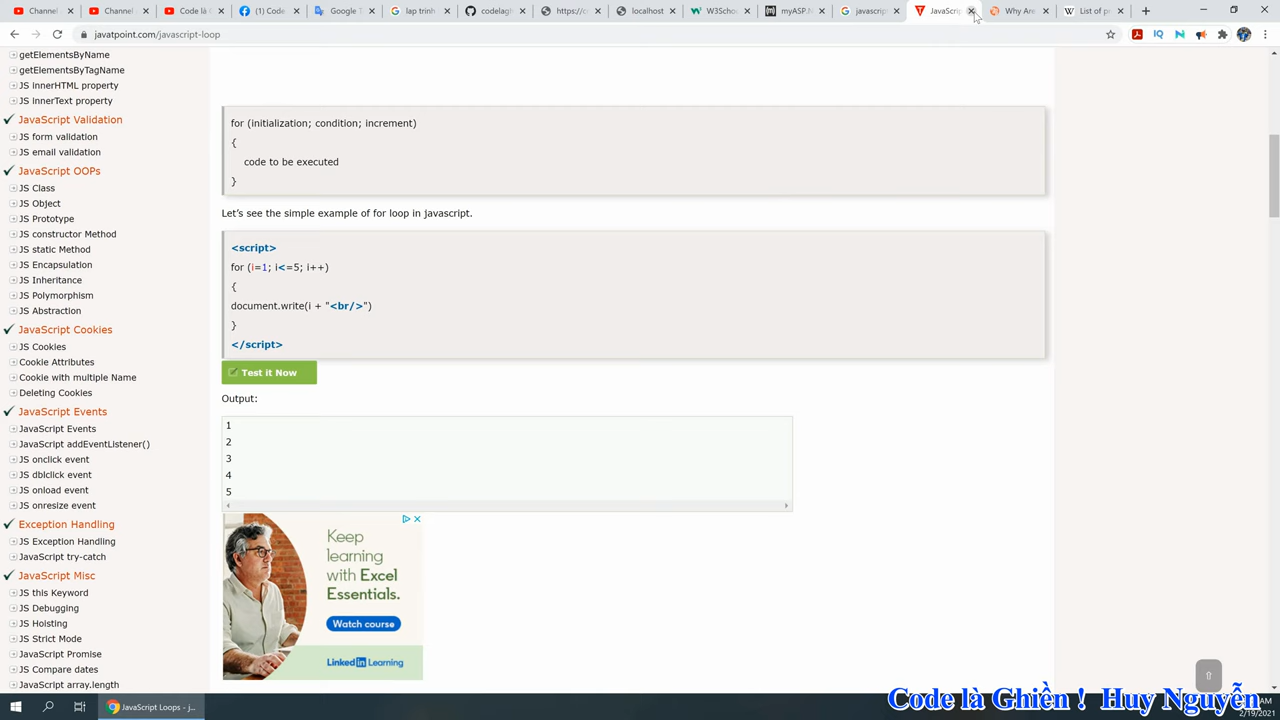 Channel
Channel
Code là 
(1) Code
Google T
lap trinh
codelagh
https://c
localhost
W3Schoo
myASP.N
javascrip
JavaScrip
Why Are
List of p
javatpoint.com/javascript-loop
getElementsByName
getElementsByTagName
JS innerHTML property
JS innerText property
JavaScript Validation
JS form validation
JS email validation
JavaScript OOPs
JS Class
JS Object
JS Prototype
JS constructor Method
JS static Method
JS Encapsulation
JS Inheritance
JS Polymorphism
JS Abstraction
JavaScript Cookies
JS Cookies
Cookie Attributes
Cookie with multiple Name
Deleting Cookies
JavaScript Events
JavaScript Events
JavaScript addEventListener()
JS onclick event
JS dblclick event
JS onload event
JS onresize event
Exception Handling
JS Exception Handling
JavaScript try-catch
JavaScript Misc
JS this Keyword
JS Debugging
JS Hoisting
JS Strict Mode
JavaScript Promise
JS Compare dates
JavaScript array.length
for (initialization; condition; increment)
{
code to be executed
}
Let's see the simple example of for loop in javascript.
<script>
for (i=1; i<=5; i++)
{
document.write(i + "<br/>")
}
</script>
Test it Now
Output:
1
2
3
4
5
Keep
learning
with Excel
Essentials.
Watch course
Linked in Learning
JavaScript Loops - j...
Code là Ghiền ! Huy Nguyễn
AM
2/19/2021